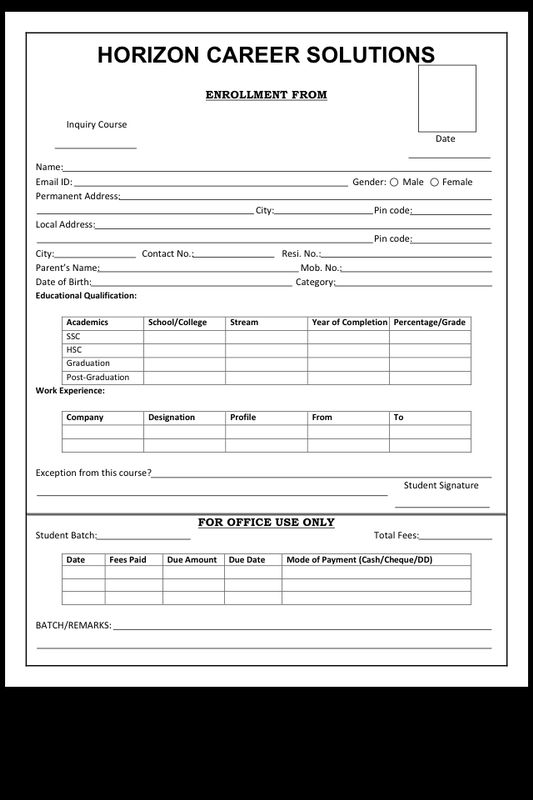 HORIZON CAREER SOLUTIONS
ENROLLMENT FROM
Inquiry Course
Date
Name:
Email ID: Gender: Male Female
Permanent Address:
City: Pin code:
Local Address:
Pin code:
City: Contact No.: Resi. No.:
Parent's Name: Mob. No.:
Date of Birth: Category:
Educational Qualification:
Academics School/College Stream Year of Completion Percentage/Grade
SSC
HSC
Graduation
Post-Graduation
Work Experience:
Company Designation Profile From To
Exception from this course?
Student Signature
FOR OFFICE USE ONLY
Student Batch: Total Fees:
Date Fees Paid Due Amount Due Date Mode of Payment (Cash/Cheque/DD)
BATCH/REMARKS: